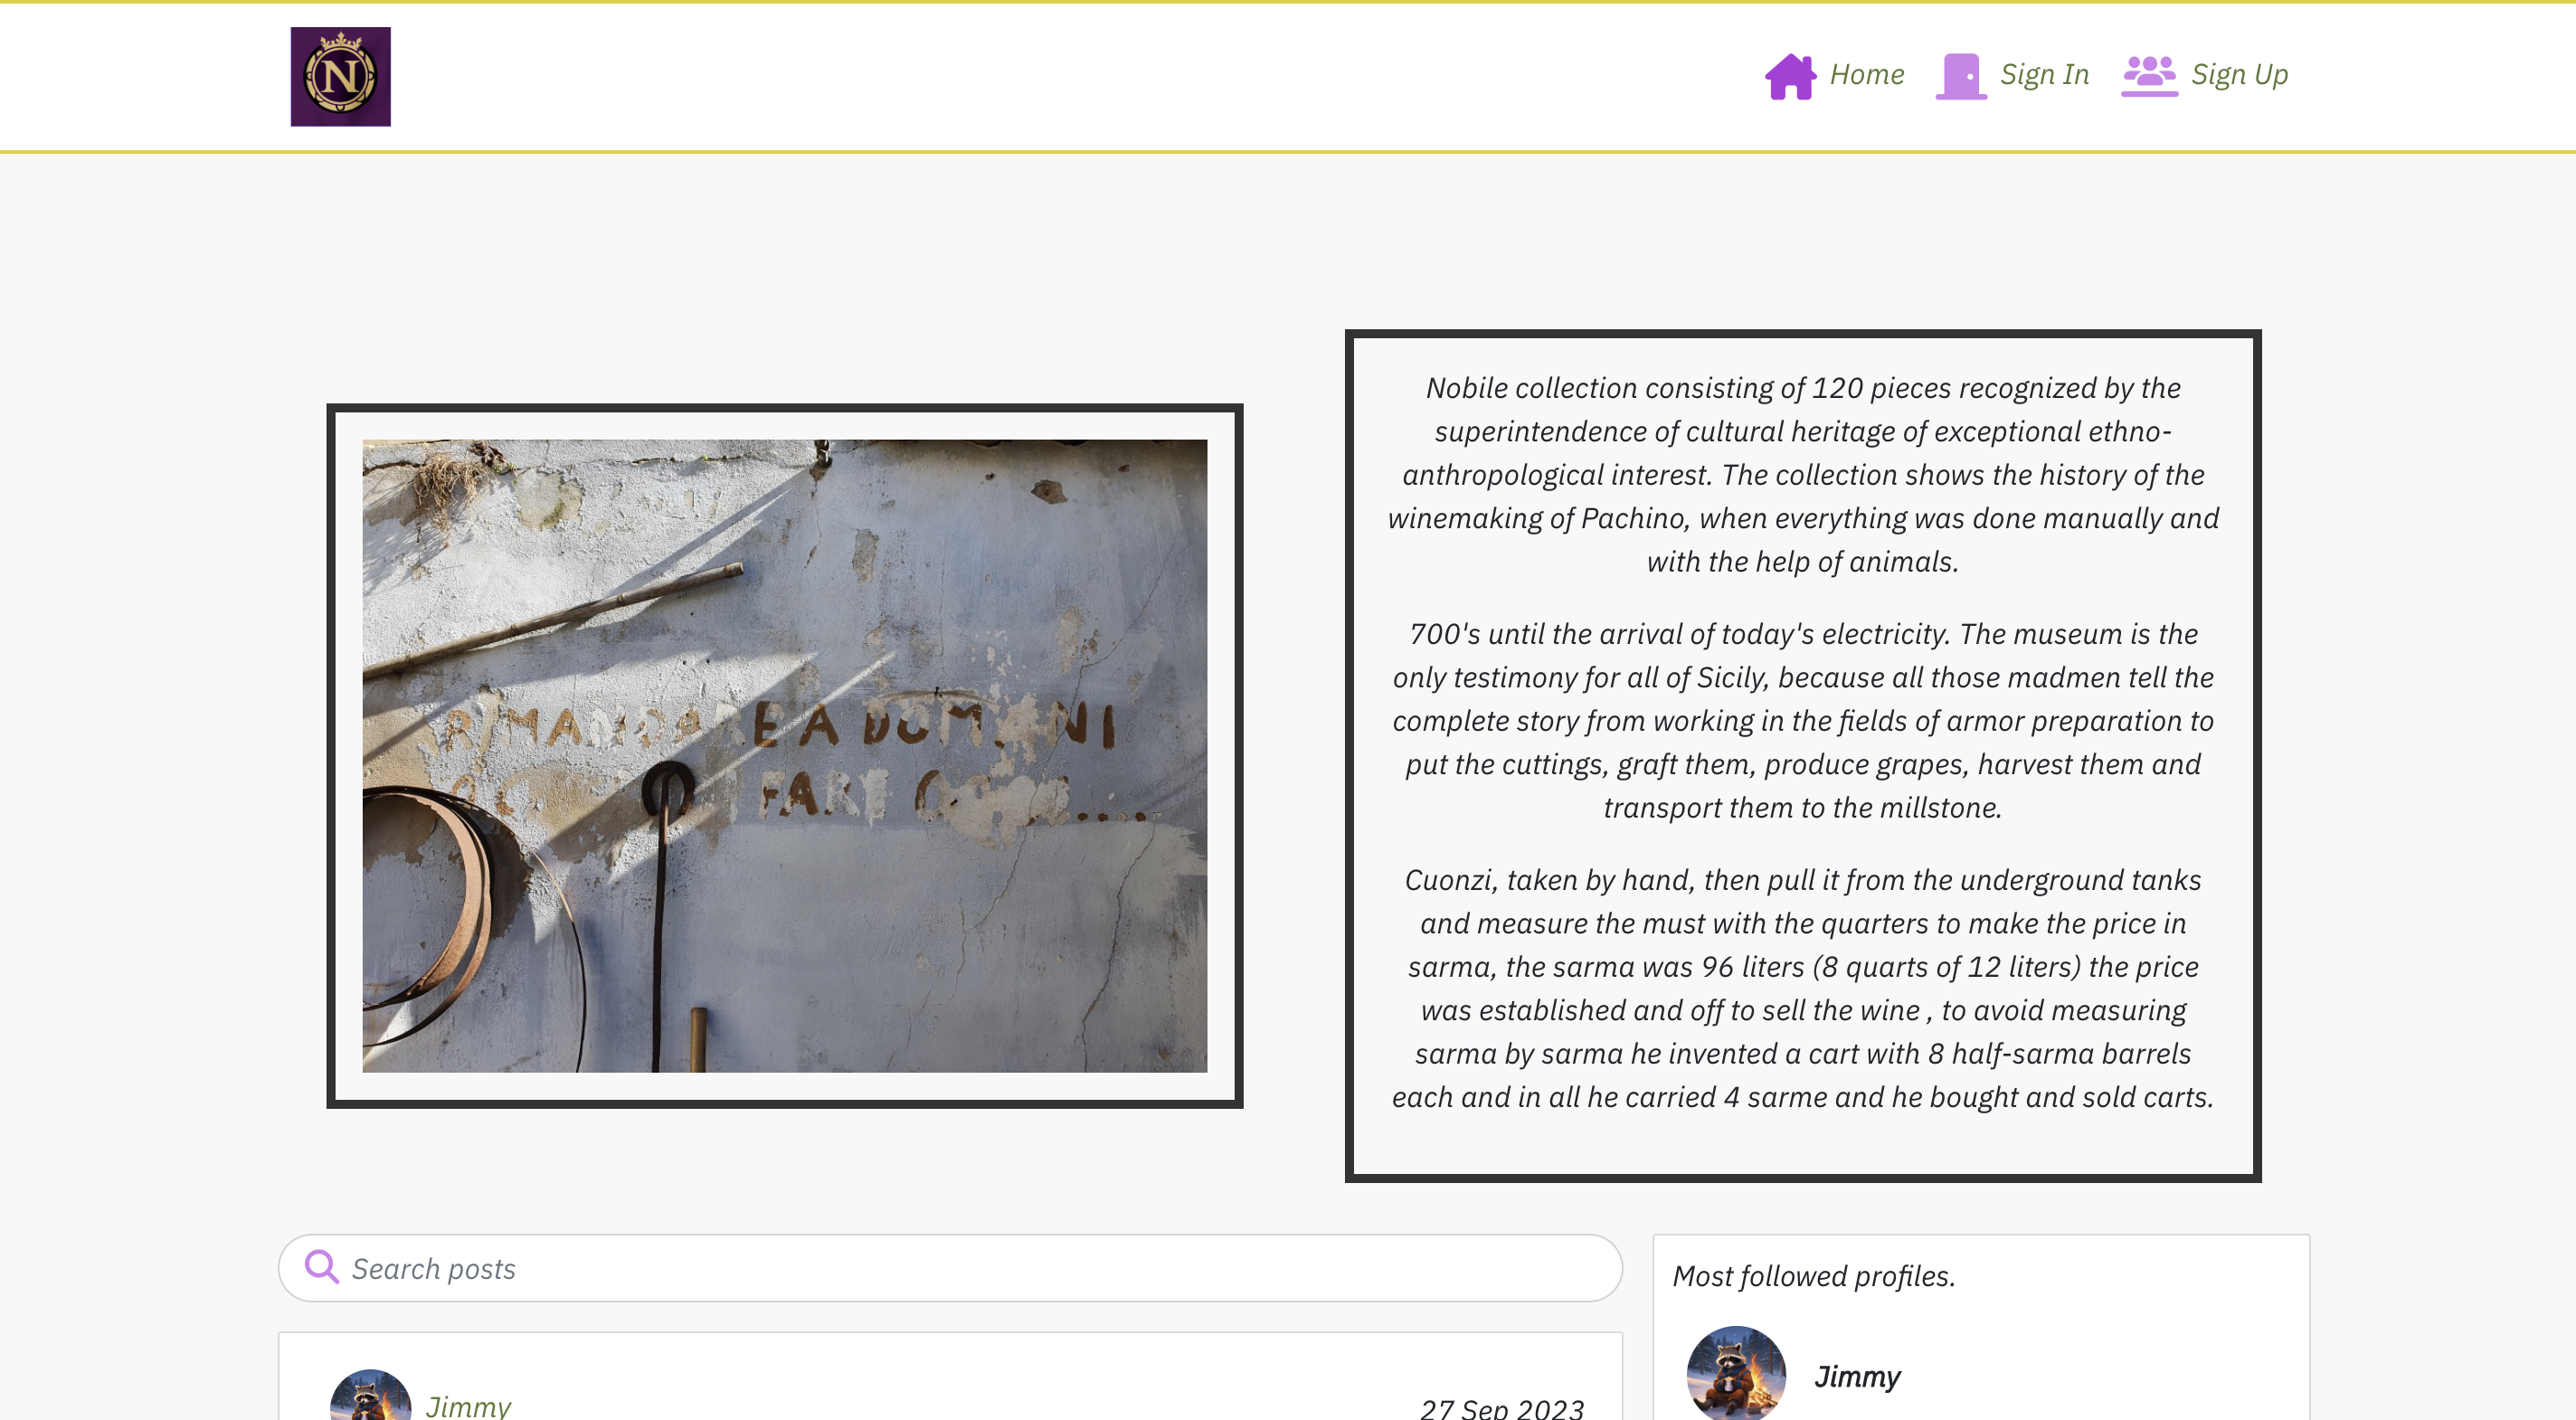 N
Home
Sign In
Sign Up
Nobile collection consisting of 120 pieces recognized by the
superintendence of cultural heritage of exceptional ethno-
anthropological interest. The collection shows the history of the
winemaking of Pachino, when everything was done manually and
with the help of animals.
700's until the arrival of today's electricity. The museum is the
only testimony for all of Sicily, because all those madmen tell the
complete story from working in the fields of armor preparation to
put the cuttings, graft them, produce grapes, harvest them and
transport them to the millstone.
Cuonzi, taken by hand, then pull it from the underground tanks
and measure the must with the quarters to make the price in
sarma, the sarma was 96 liters (8 quarts of 12 liters) the price
was established and off to sell the wine , to avoid measuring
sarma by sarma he invented a cart with 8 half-sarma barrels
each and in all he carried 4 sarme and he bought and sold carts.
RIMANDARE A DOMANI
FARE
Search posts
Most followed profiles.
Jimmy
Jimmy
27 Sep 2023